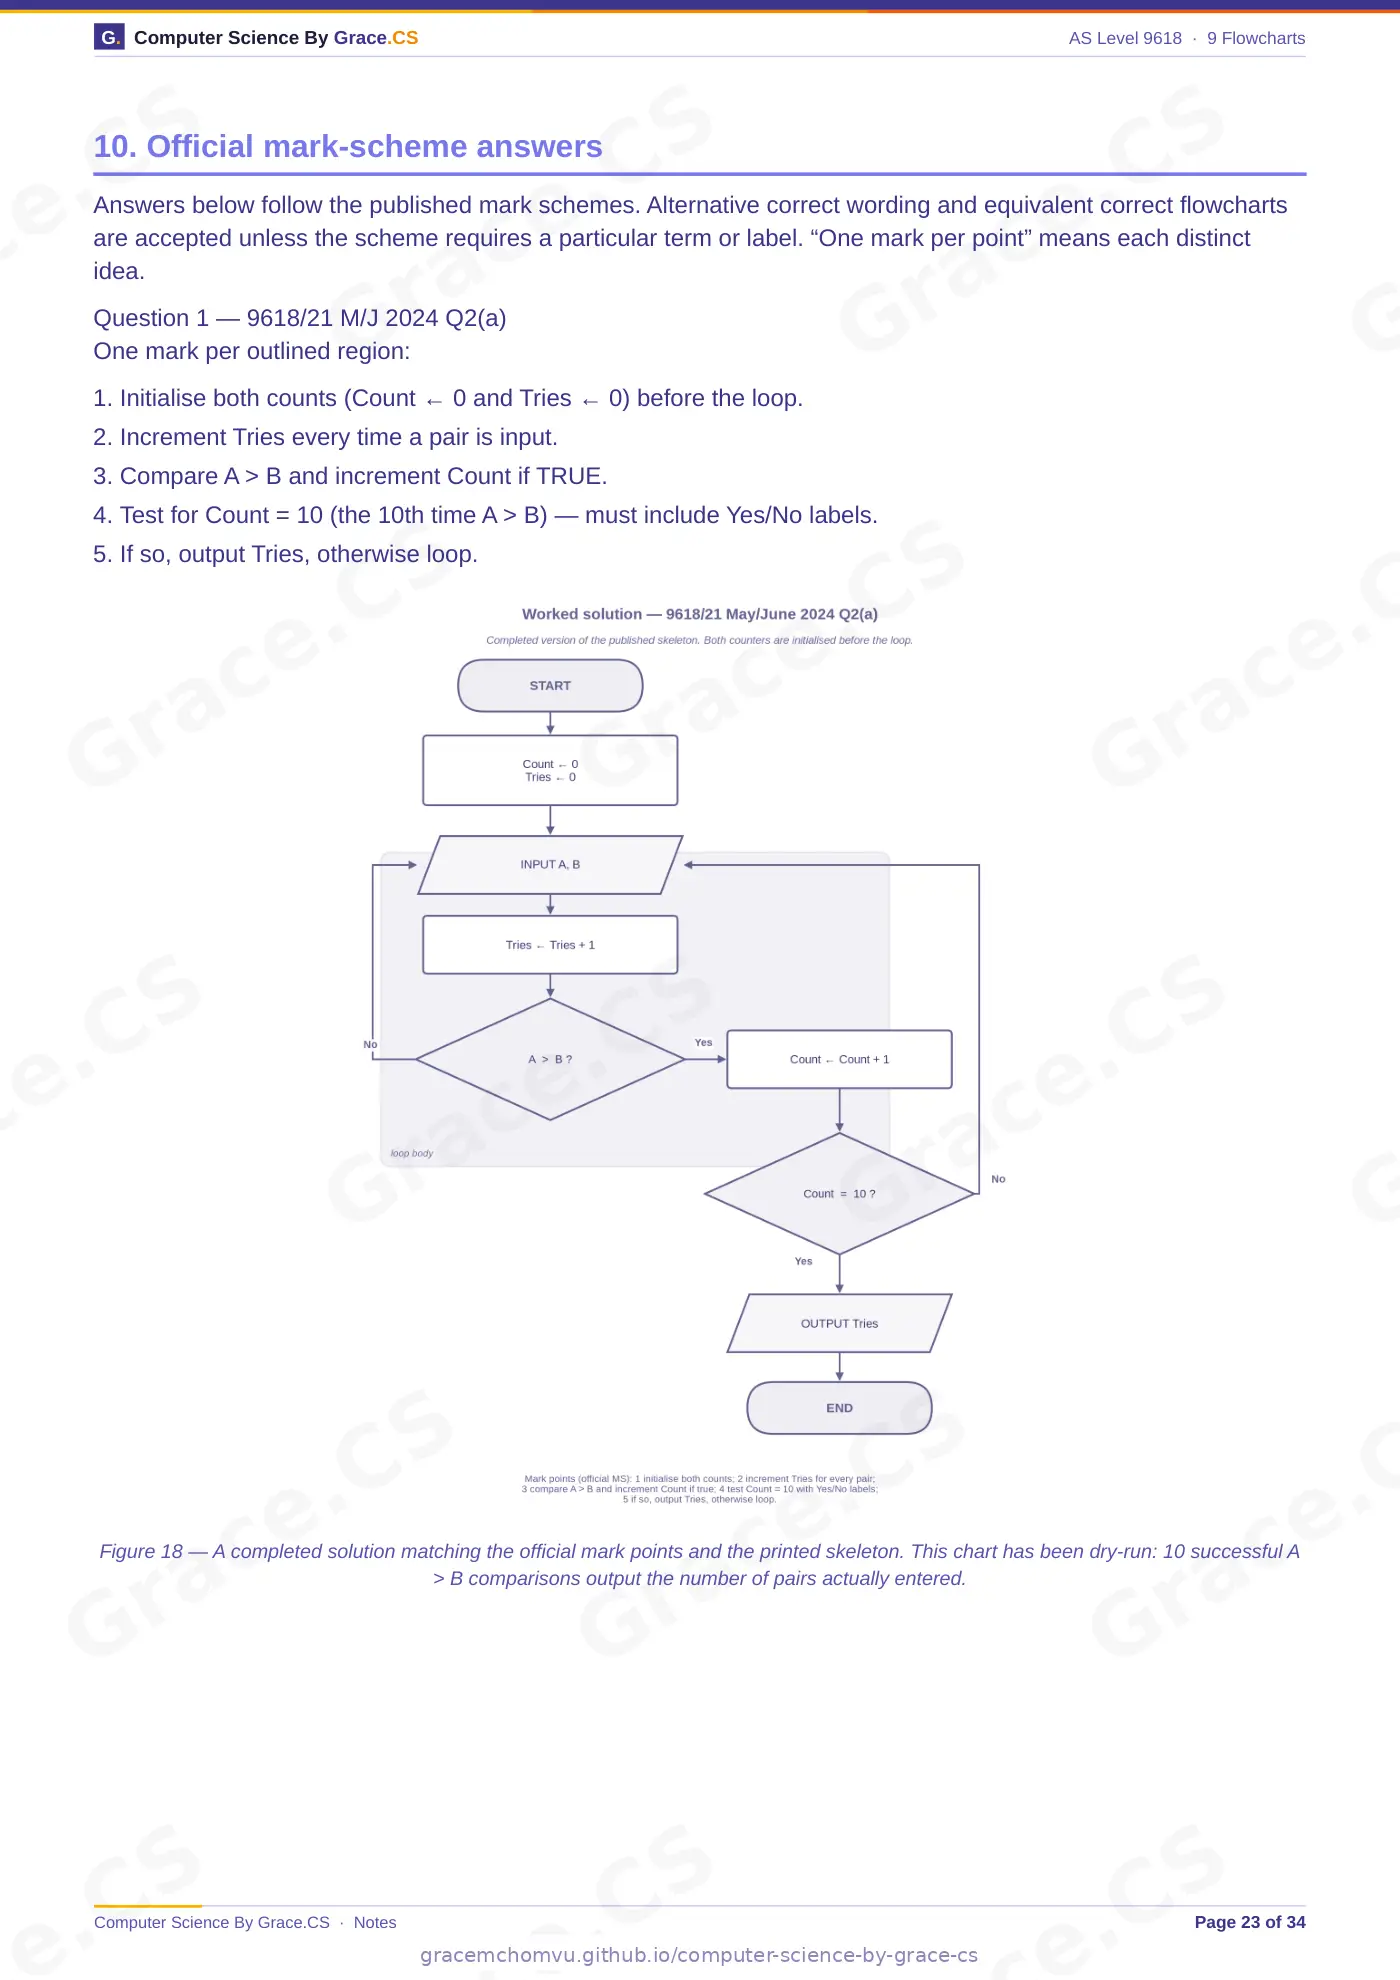 G. Computer Science By Grace.CS
AS Level 9618 · 9 Flowcharts
10. Official mark-scheme answers
Answers below follow the published mark schemes. Alternative correct wording and equivalent correct flowcharts
are accepted unless the scheme requires a particular term or label. “One mark per point” means each distinct
idea.
Question 1 — 9618/21 M/J 2024 Q2(a)
One mark per outlined region:
1. Initialise both counts (Count ← 0 and Tries ← 0) before the loop.
2. Increment Tries every time a pair is input.
3. Compare A > B and increment Count if TRUE.
4. Test for Count = 10 (the 10th time A > B) — must include Yes/No labels.
5. If so, output Tries, otherwise loop.
Worked solution — 9618/21 May/June 2024 Q2(a)
Completed version of the published skeleton. Both counters are initialised before the loop.
START
Count ← 0
Tries ← 0
INPUT A, B
Tries ← Tries + 1
No
A > B ?
Yes
Count ← Count + 1
loop body
Count = 10 ?
No
Yes
OUTPUT Tries
END
Mark points (official MS): 1 initialise both counts; 2 increment Tries for every pair;
3 compare A > B and increment Count if true; 4 test Count = 10 with Yes/No labels;
5 if so, output Tries, otherwise loop.
Figure 18 — A completed solution matching the official mark points and the printed skeleton. This chart has been dry-run: 10 successful A
> B comparisons output the number of pairs actually entered.
Computer Science By Grace.CS · Notes
Page 23 of 34
gracemchomvu.github.io/computer-science-by-grace-cs